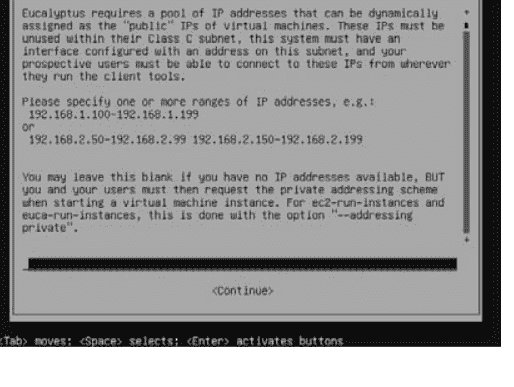 Eucalyptus requires a pool of IP addresses that can be dynamically
assigned as the "public" IPs of virtual machines. These IPs must be
unused within their Class C subnet, this system must have an
interface configured with an address on this subnet, and your
prospective users must be able to connect to these IPs from wherever
they run the client tools.
Please specify one or more ranges of IP addresses, e.g.:
192.168.1.100-192.168.1.199
or
192.168.2.50-192.168.2.99 192.168.2.150-192.168.2.199
You may leave this blank if you have no IP addresses available, BUT
you and your users must then request the private addressing scheme
when starting a virtual machine instance. For ec2-run-instances and
euca-run-instances, this is done with the option "--addressing
private".
<Continue>
<Tab> moves; <Space> selects; <Enter> activates buttons